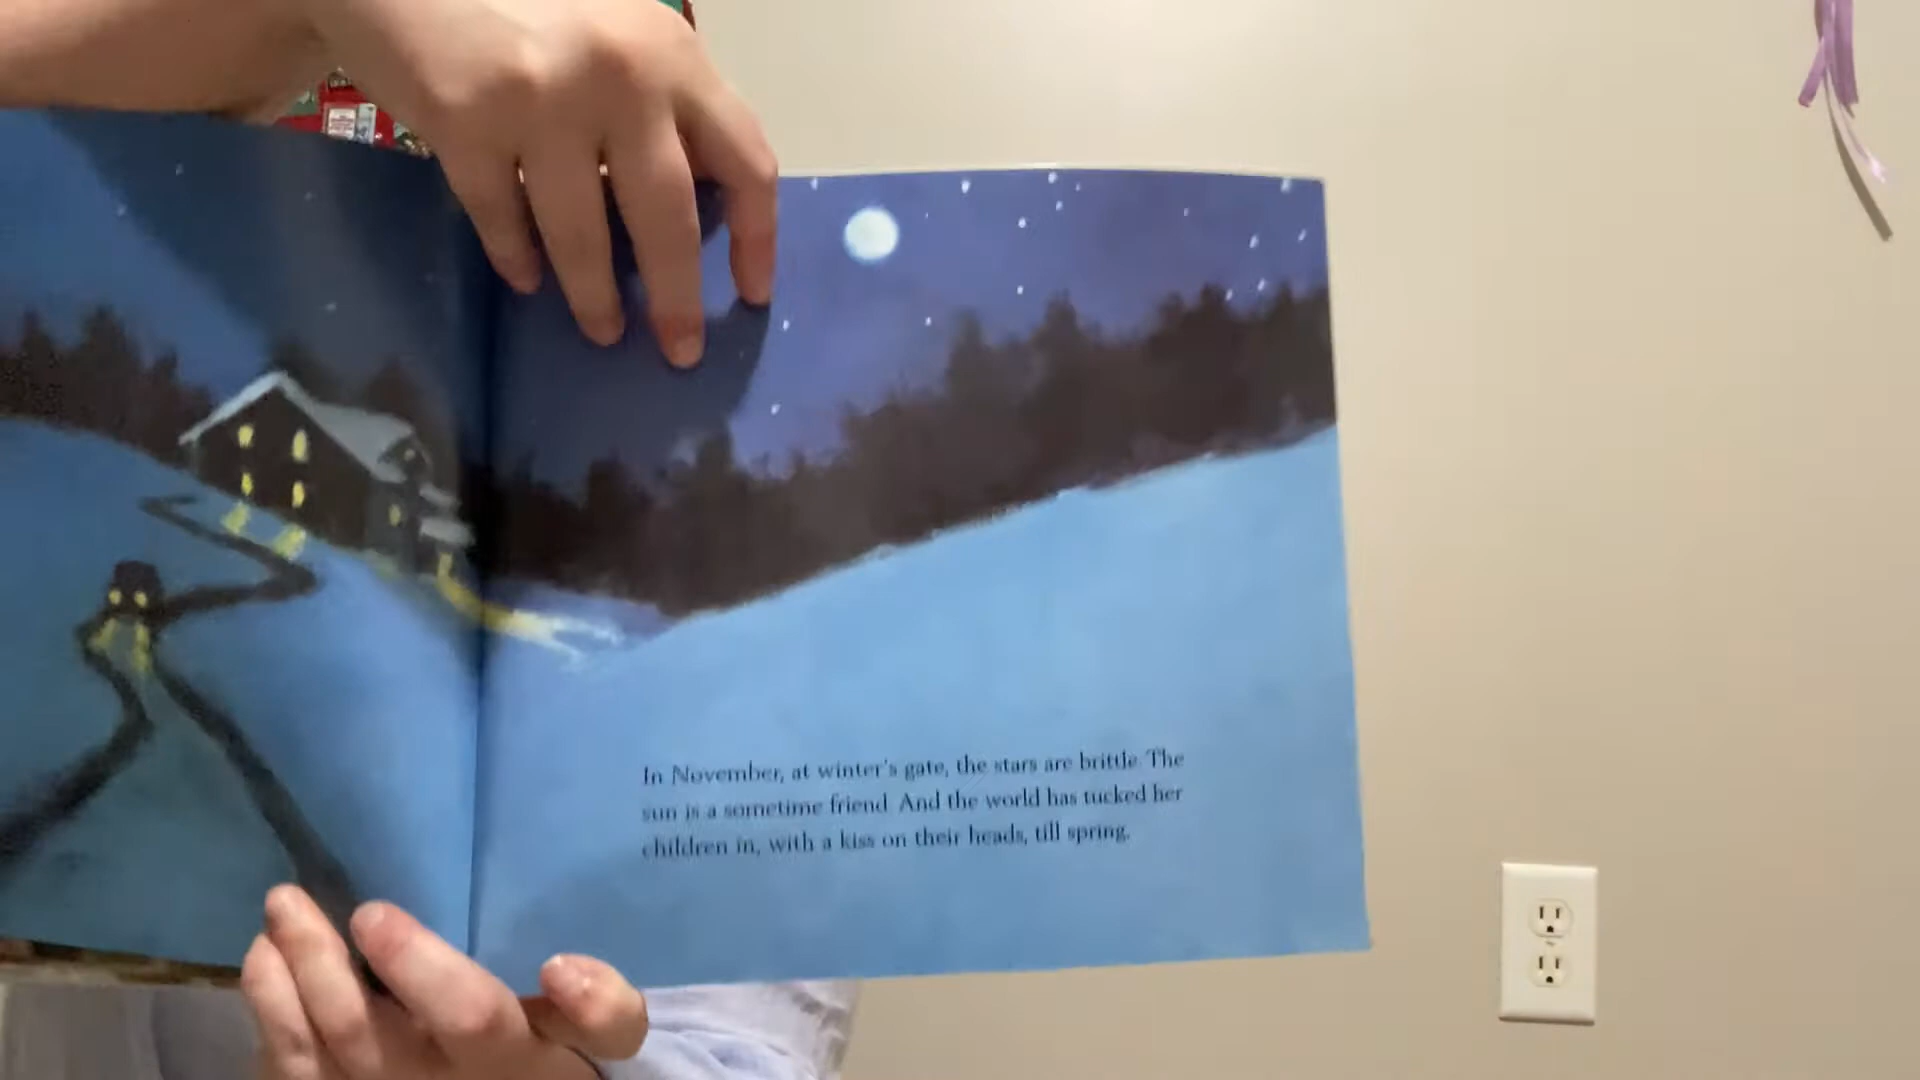 In November, at winter's gate, the stars are brittle. The
sun is a sometime friend. And the world has tucked her
children in, with a kiss on their heads, till spring.